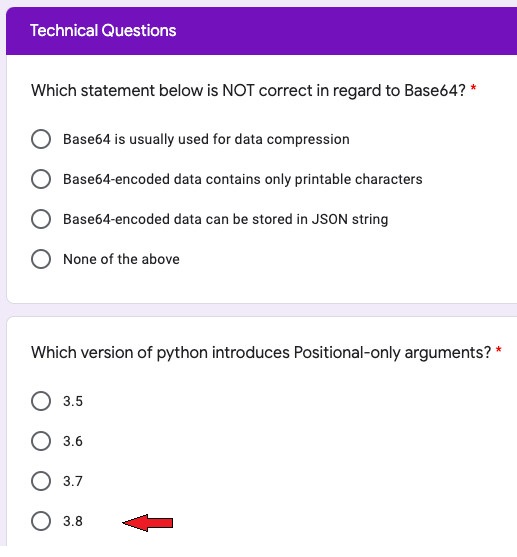 Technical Questions
Which statement below is NOT correct in regard to Base64? *
Base64 is usually used for data compression
Base64-encoded data contains only printable characters
Base64-encoded data can be stored in JSON string
None of the above
Which version of python introduces Positional-only arguments? *
3.5
3.6
3.7
3.8